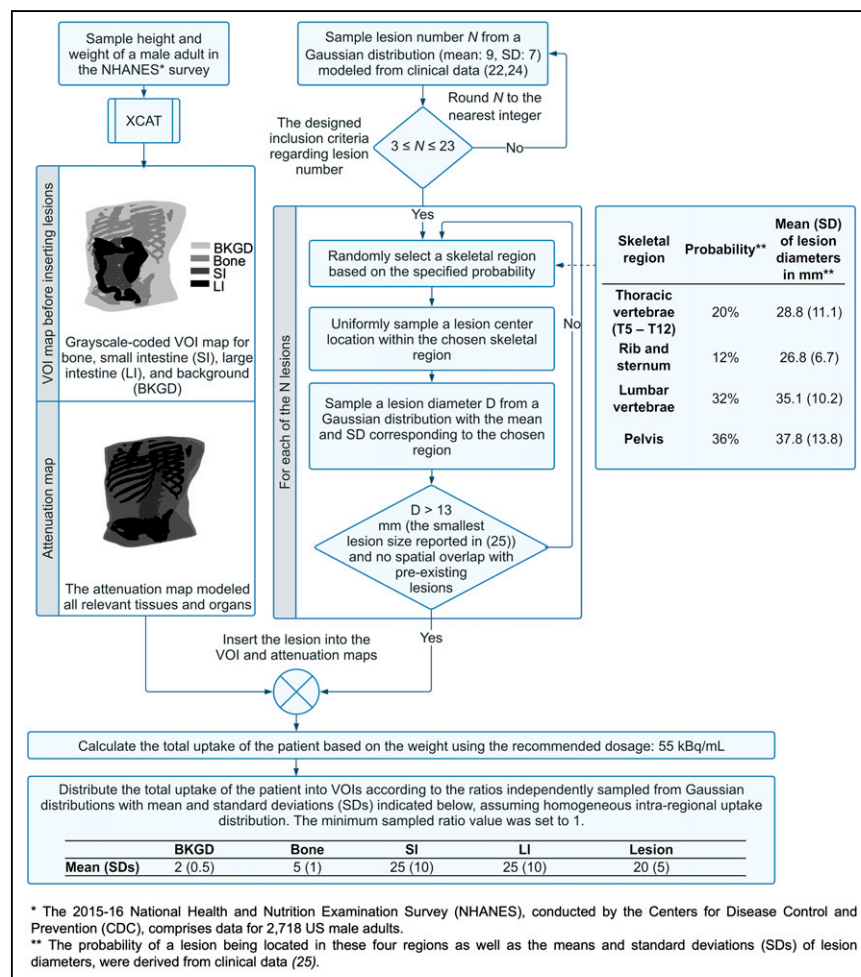 Sample height and
weight of a male adult in
the NHANES* survey
XCAT
VOI map before inserting lesions
BKGD
Bone
SI
LI
Grayscale-coded VOI map for
bone, small intestine (SI), large
intestine (LI), and background
(BKGD)
Attenuation map
The attenuation map modeled
all relevant tissues and organs
Sample lesion number N from a
Gaussian distribution (mean: 9, SD: 7)
modeled from clinical data (22,24)
Round N to the
nearest integer
The designed
inclusion criteria
regarding lesion
number
3 ≤ N ≤ 23
No
Yes
For each of the N lesions
Randomly select a skeletal region
based on the specified probability
No
Uniformly sample a lesion center
location within the chosen skeletal
region
Sample a lesion diameter D from a
Gaussian distribution with the mean
and SD corresponding to the chosen
region
D > 13
mm (the smallest
lesion size reported in (25))
and no spatial overlap with
pre-existing
lesions
Yes
Skeletal region Probability** Mean (SD) of lesion diameters in mm**
Thoracic vertebrae (T5 – T12) 20% 28.8 (11.1)
Rib and sternum 12% 26.8 (6.7)
Lumbar vertebrae 32% 35.1 (10.2)
Pelvis 36% 37.8 (13.8)
Insert the lesion into the
VOI and attenuation maps
Calculate the total uptake of the patient based on the weight using the recommended dosage: 55 kBq/mL
Distribute the total uptake of the patient into VOIs according to the ratios independently sampled from Gaussian
distributions with mean and standard deviations (SDs) indicated below, assuming homogeneous intra-regional uptake
distribution. The minimum sampled ratio value was set to 1.
BKGD Bone SI LI Lesion
Mean (SDs) 2 (0.5) 5 (1) 25 (10) 25 (10) 20 (5)
* The 2015-16 National Health and Nutrition Examination Survey (NHANES), conducted by the Centers for Disease Control and
Prevention (CDC), comprises data for 2,718 US male adults.
** The probability of a lesion being located in these four regions as well as the means and standard deviations (SDs) of lesion
diameters, were derived from clinical data (25).